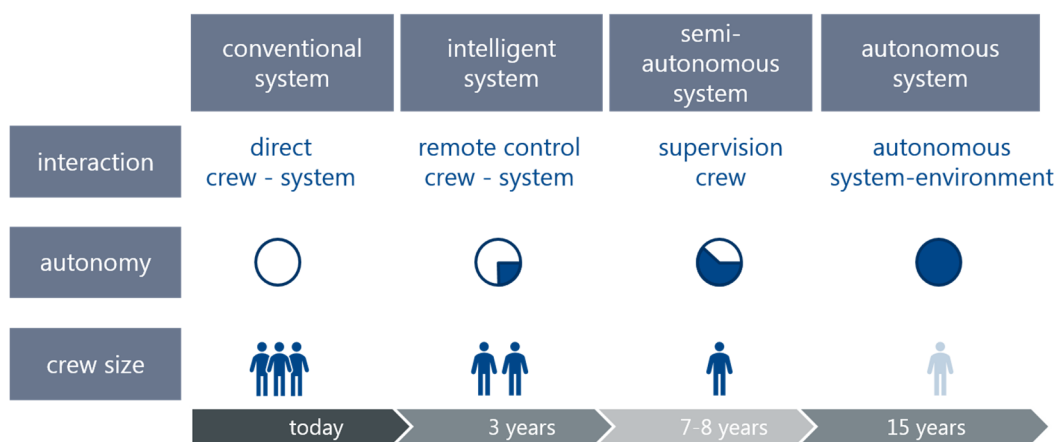 conventional
system
intelligent
system
semi-
autonomous
system
autonomous
system
interaction
direct
crew - system
remote control
crew - system
supervision
crew
autonomous
system-environment
autonomy
crew size
today
3 years
7-8 years
15 years